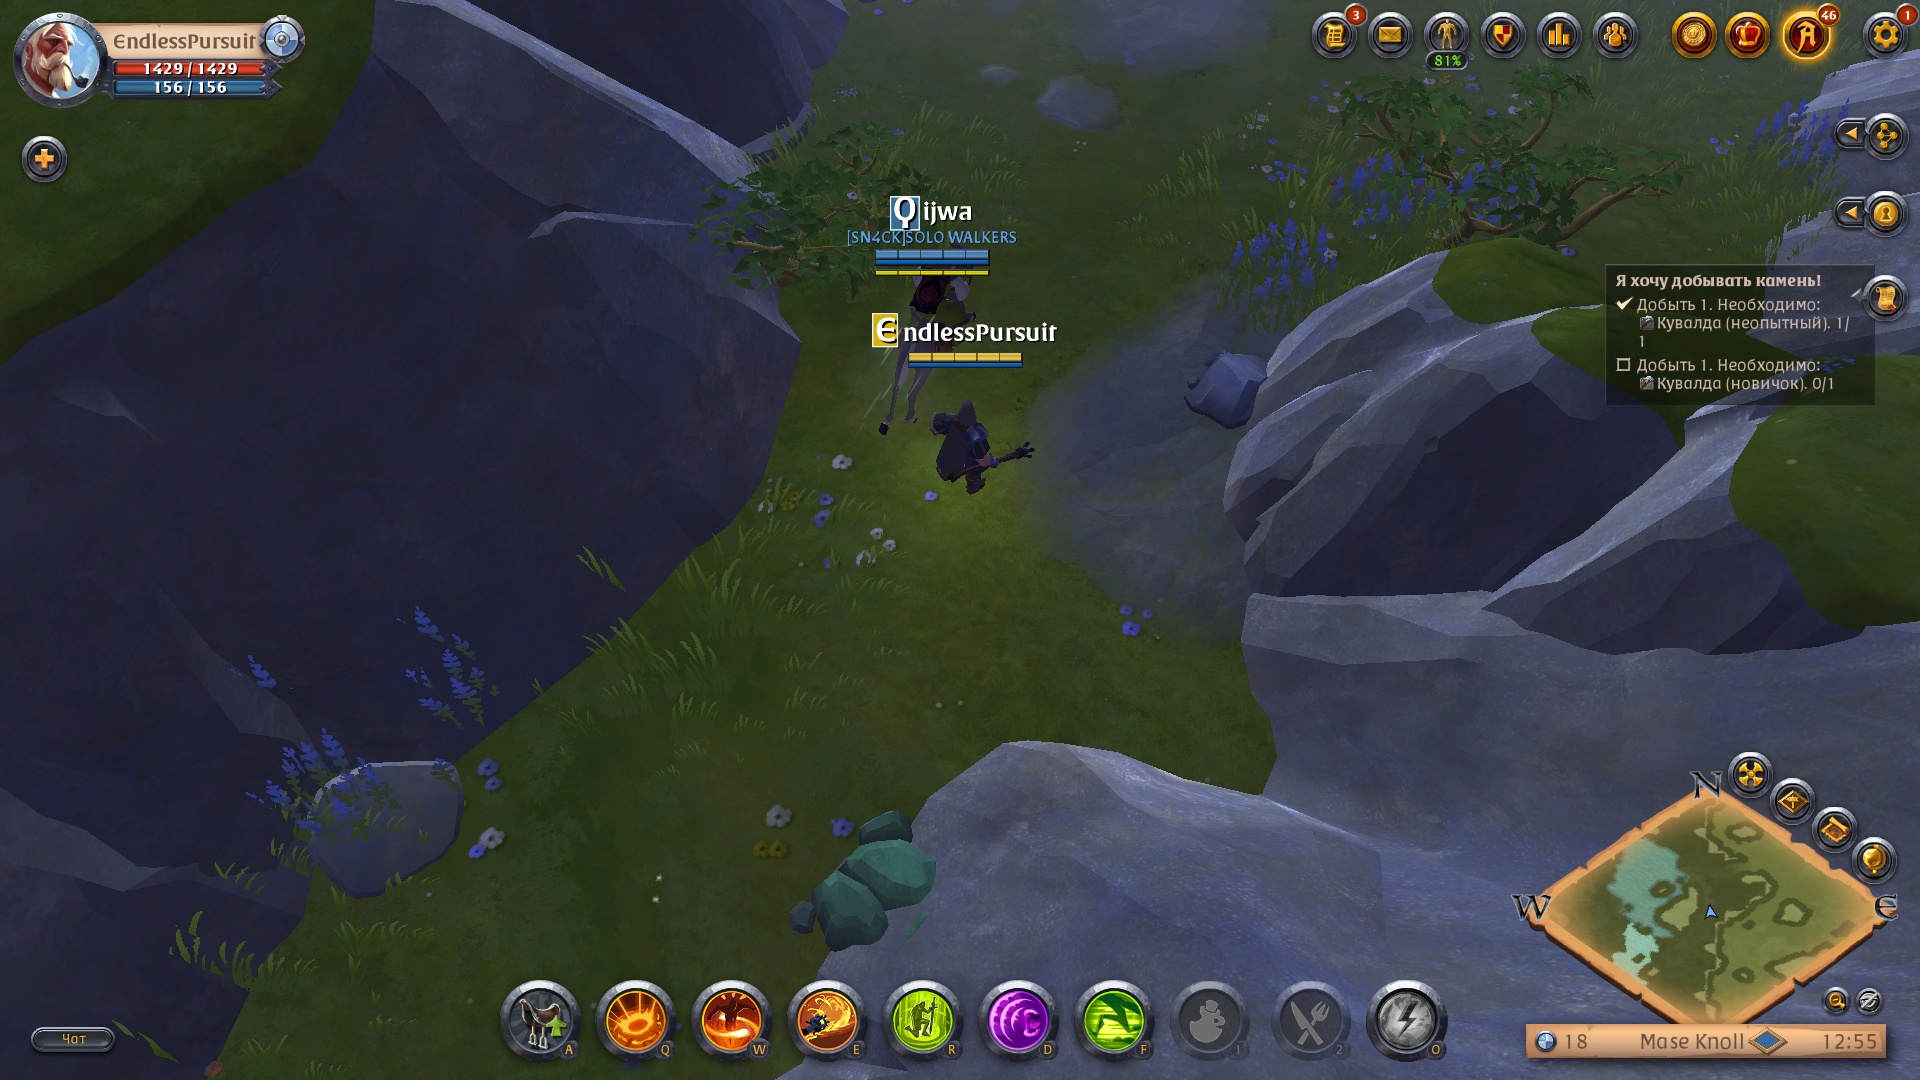 EndlessPursuit
1429 / 1429
156 / 156
3
81%
46
1
Qijwa
[SN4CK]SOLO WALKERS
EndlessPursuit
Я хочу добывать камень!
Добыть 1. Необходимо:
Кувалда (неопытный). 1/
1
Добыть 1. Необходимо:
Кувалда (новичок). 0/1
N
W
E
Чат
A
Q
W
E
R
D
F
1
2
O
18
Mase Knoll
12:55